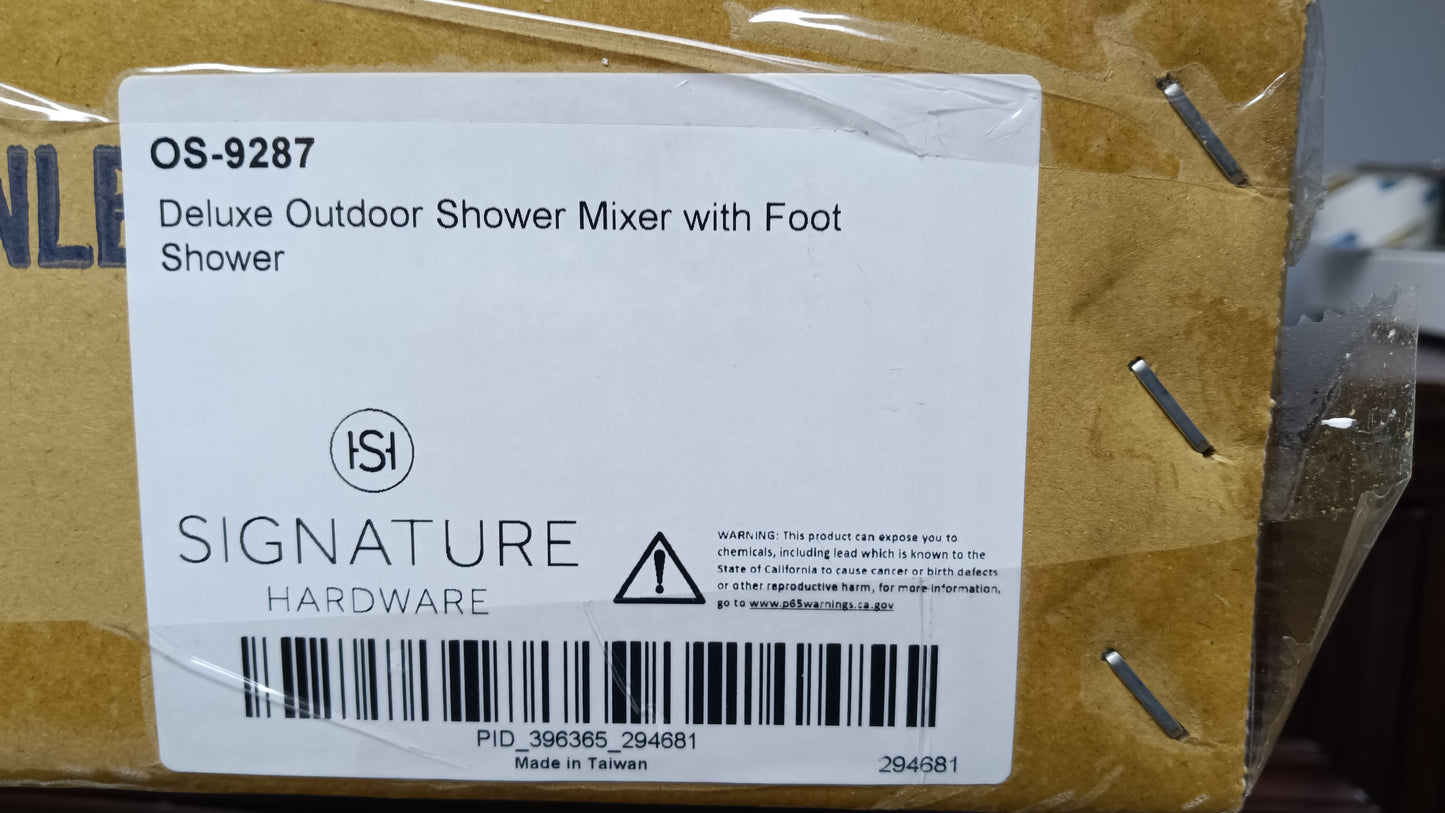 OS-9287
Deluxe Outdoor Shower Mixer with Foot
Shower
NLE
HS
SIGNATURE
HARDWARE
WARNING: This product can expose you to
chemicals, including lead which is known to the
State of California to cause cancer or birth defects
or other reproductive harm, for more information,
go to www.p65warnings.ca.gov
PID_396365_294681
Made in Taiwan
294681